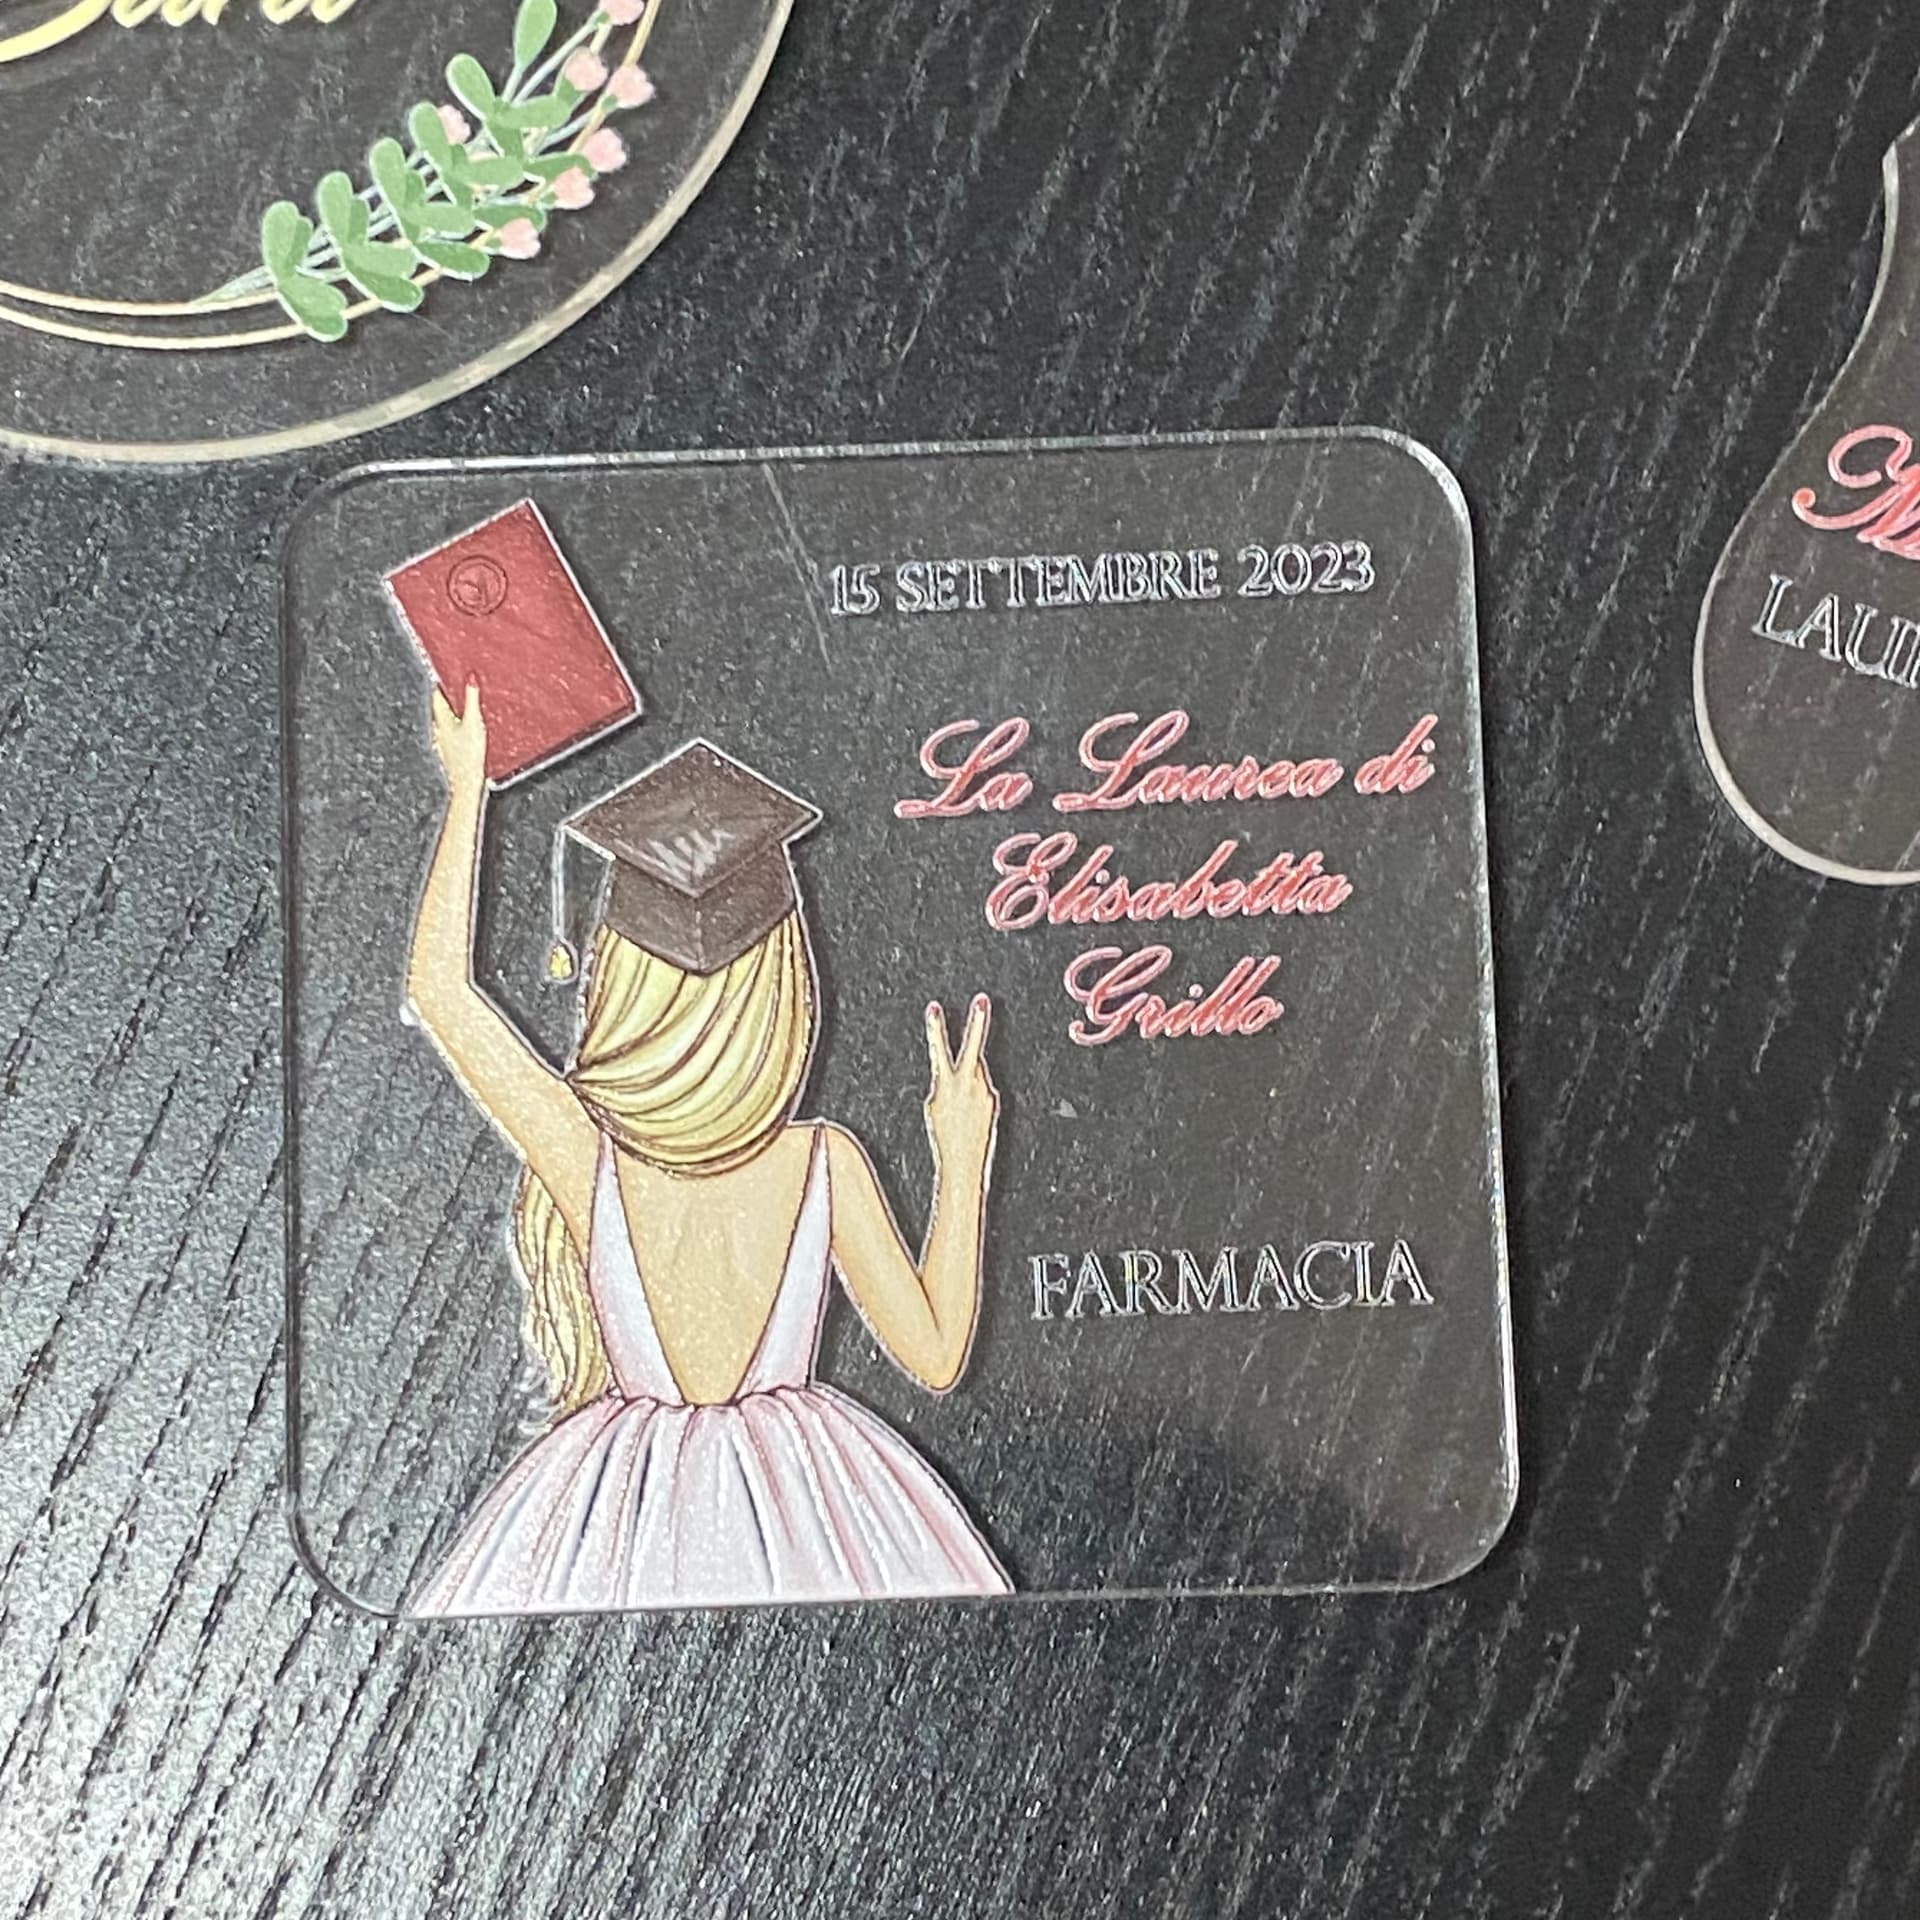 15 SETTEMBRE 2023
La Laurea di
Elisabetta
Grillo
FARMACIA